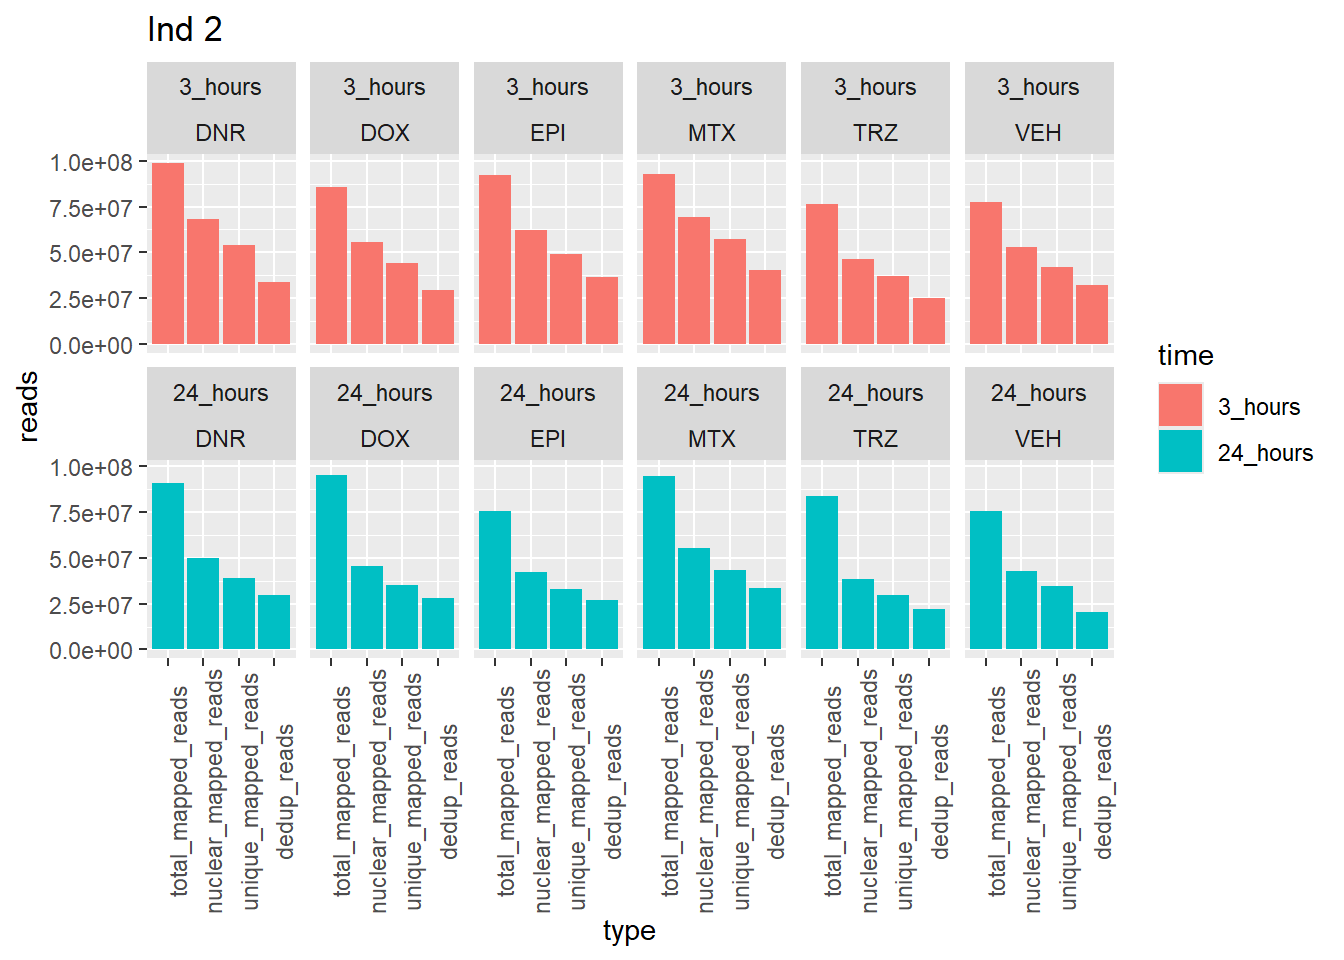 Ind 2
3_hours 3_hours 3_hours 3_hours 3_hours 3_hours
DNR DOX EPI MTX TRZ VEH
1.0e+08
7.5e+07
5.0e+07
2.5e+07
0.0e+00
24_hours 24_hours 24_hours 24_hours 24_hours 24_hours
DNR DOX EPI MTX TRZ VEH
1.0e+08
7.5e+07
5.0e+07
2.5e+07
0.0e+00
reads
total_mapped_reads
nuclear_mapped_reads
unique_mapped_reads
dedup_reads
total_mapped_reads
nuclear_mapped_reads
unique_mapped_reads
dedup_reads
total_mapped_reads
nuclear_mapped_reads
unique_mapped_reads
dedup_reads
total_mapped_reads
nuclear_mapped_reads
unique_mapped_reads
dedup_reads
total_mapped_reads
nuclear_mapped_reads
unique_mapped_reads
dedup_reads
total_mapped_reads
nuclear_mapped_reads
unique_mapped_reads
dedup_reads
type
time
3_hours
24_hours